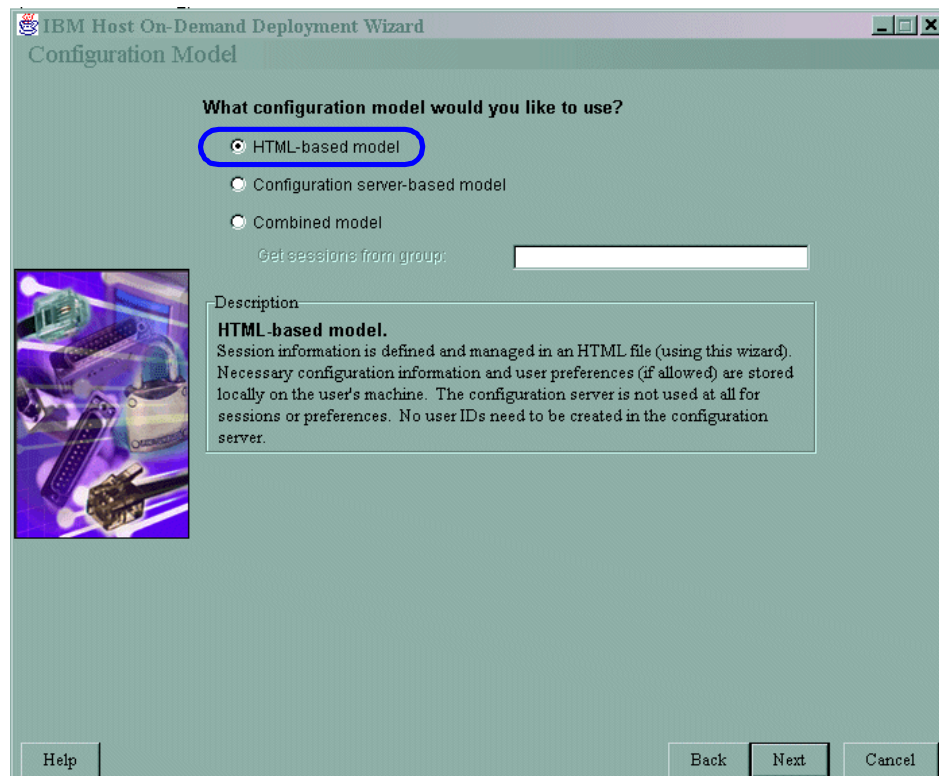 IBM Host On-Demand Deployment Wizard
Configuration Model
What configuration model would you like to use?
HTML-based model
Configuration server-based model
Combined model
Get sessions from group:
Description
HTML-based model.
Session information is defined and managed in an HTML file (using this wizard).
Necessary configuration information and user preferences (if allowed) are stored
locally on the user's machine. The configuration server is not used at all for
sessions or preferences. No user IDs need to be created in the configuration
server.
Help
Back
Next
Cancel